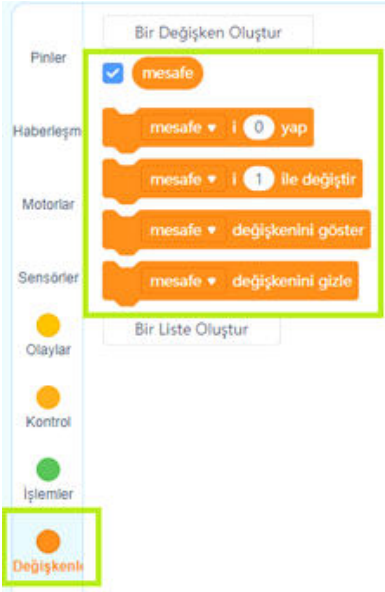 Bir Değişken Oluştur
Pinler
mesafe
Haberleşm
mesafe i 0 yap
mesafe i 1 ile değiştir
Motorlar
mesafe değişkenini göster
Sensörler
mesafe değişkenini gizle
Bir Liste Oluştur
Olaylar
Kontrol
İşlemler
Değişkenle